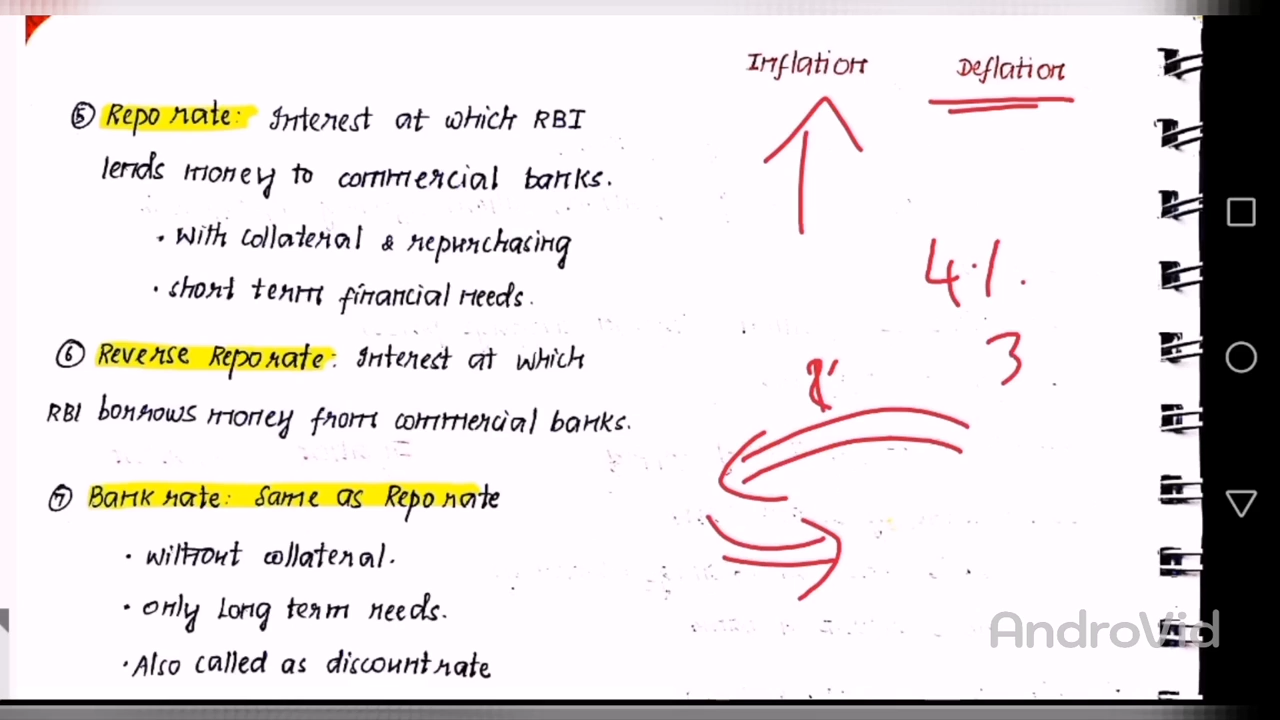 Inflation
Deflation
⑤ Repo rate: Interest at which RBI
lends money to commercial banks.
• With collateral & repurchasing
• short term financial needs.
4%.
3
⑥ Reverse Repo rate: Interest at which
RBI borrows money from commercial banks.
⑦ Bank rate: Same as Repo rate
• without collateral.
• only Long term needs.
• Also called as discount rate
AndroVid